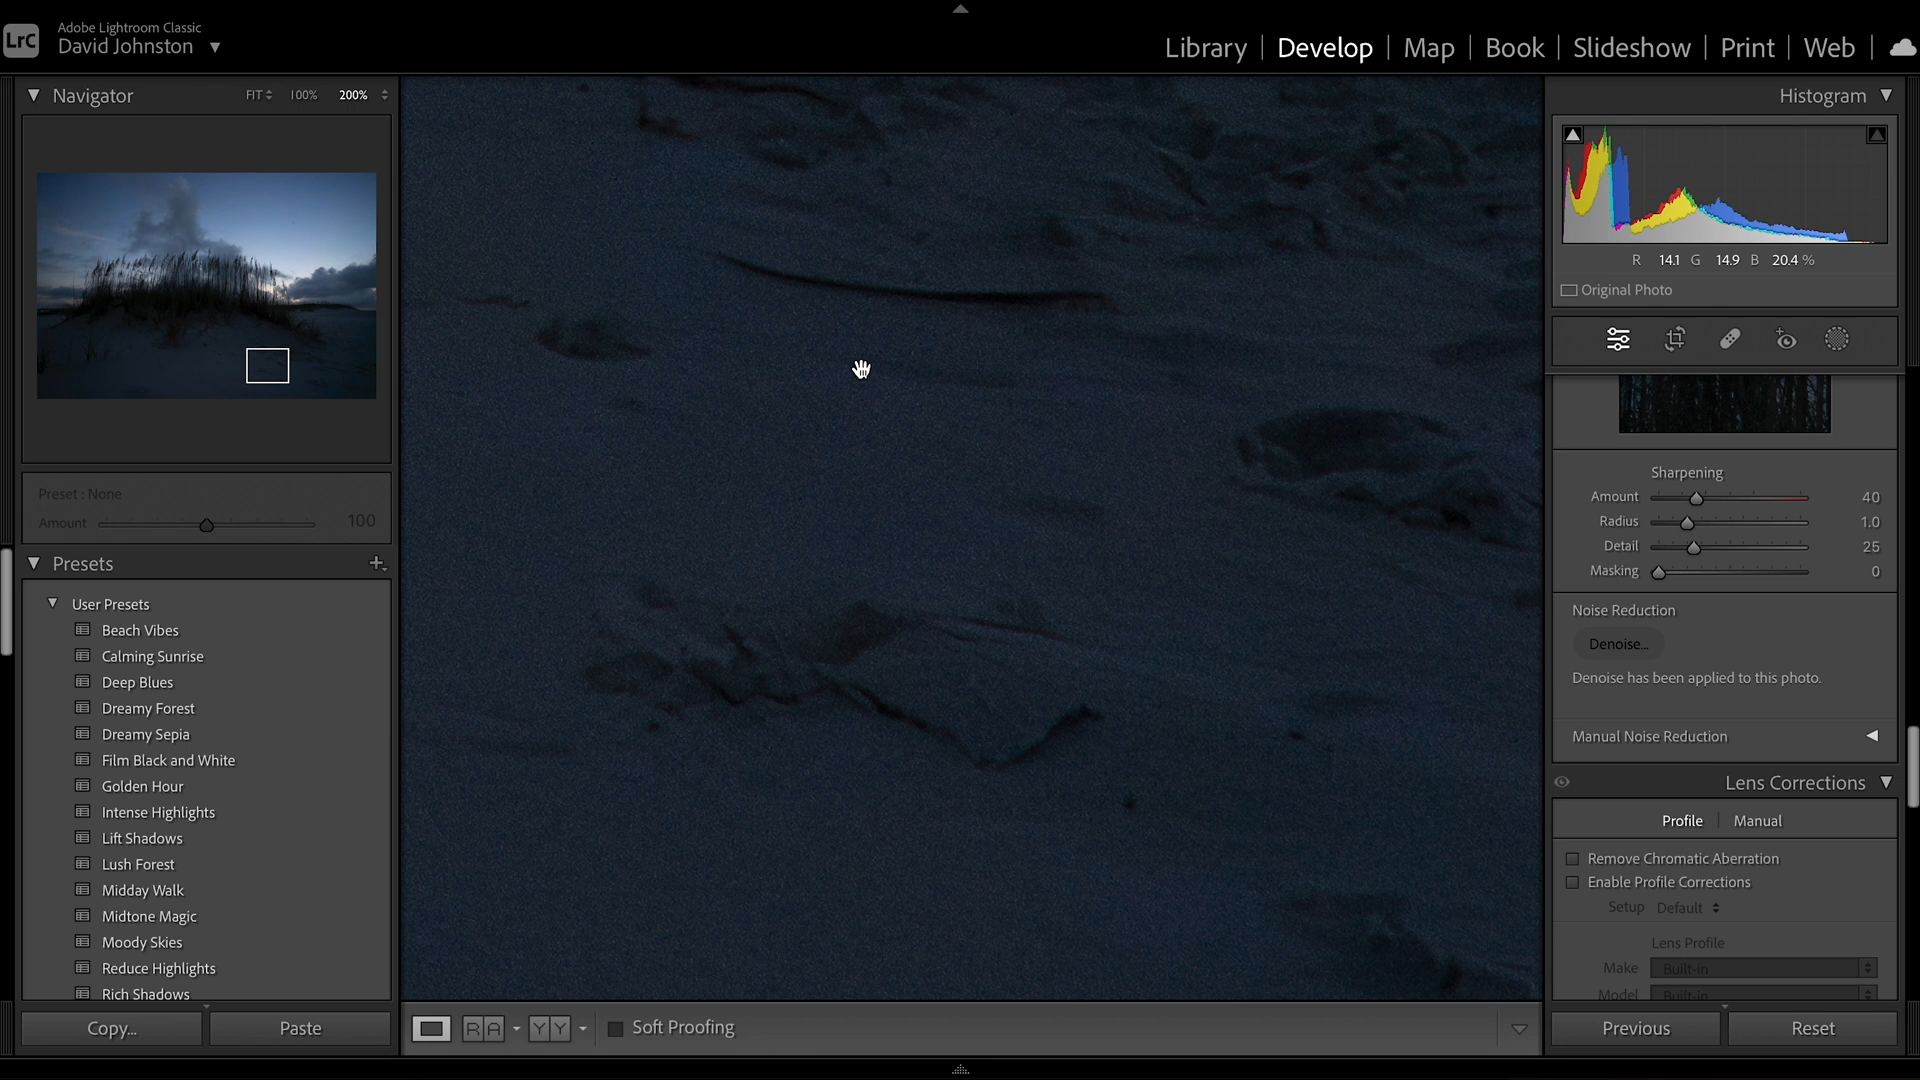 LrC
Adobe Lightroom Classic
David Johnston
Library | Develop | Map | Book | Slideshow | Print | Web |
Navigator FIT 100% 200%
Preset : None
Amount 100
Presets
User Presets
Beach Vibes
Calming Sunrise
Deep Blues
Dreamy Forest
Dreamy Sepia
Film Black and White
Golden Hour
Intense Highlights
Lift Shadows
Lush Forest
Midday Walk
Midtone Magic
Moody Skies
Reduce Highlights
Rich Shadows
Copy... Paste
R A Y Y Soft Proofing
Histogram
R 14.1 G 14.9 B 20.4 %
Original Photo
Sharpening
Amount 40
Radius 1.0
Detail 25
Masking 0
Noise Reduction
Denoise...
Denoise has been applied to this photo.
Manual Noise Reduction
Lens Corrections
Profile | Manual
Remove Chromatic Aberration
Enable Profile Corrections
Setup Default
Lens Profile
Make Built-in
Model Built-in
Previous Reset